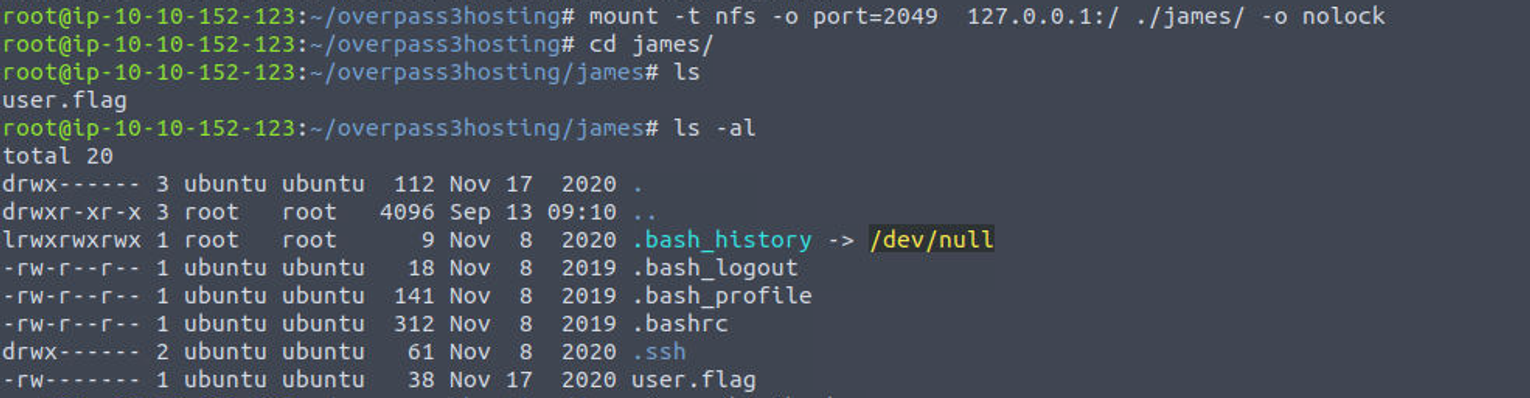 root@ip-10-10-152-123:~/overpass3hosting# mount -t nfs -o port=2049  127.0.0.1:/ ./james/ -o nolock
root@ip-10-10-152-123:~/overpass3hosting# cd james/
root@ip-10-10-152-123:~/overpass3hosting/james# ls
user.flag
root@ip-10-10-152-123:~/overpass3hosting/james# ls -al
total 20
drwx------ 3 ubuntu ubuntu  112 Nov 17  2020 .
drwxr-xr-x 3 root   root   4096 Sep 13 09:10 ..
lrwxrwxrwx 1 root   root      9 Nov  8  2020 .bash_history -> /dev/null
-rw-r--r-- 1 ubuntu ubuntu   18 Nov  8  2019 .bash_logout
-rw-r--r-- 1 ubuntu ubuntu  141 Nov  8  2019 .bash_profile
-rw-r--r-- 1 ubuntu ubuntu  312 Nov  8  2019 .bashrc
drwx------ 2 ubuntu ubuntu   61 Nov  8  2020 .ssh
-rw------- 1 ubuntu ubuntu   38 Nov 17  2020 user.flag